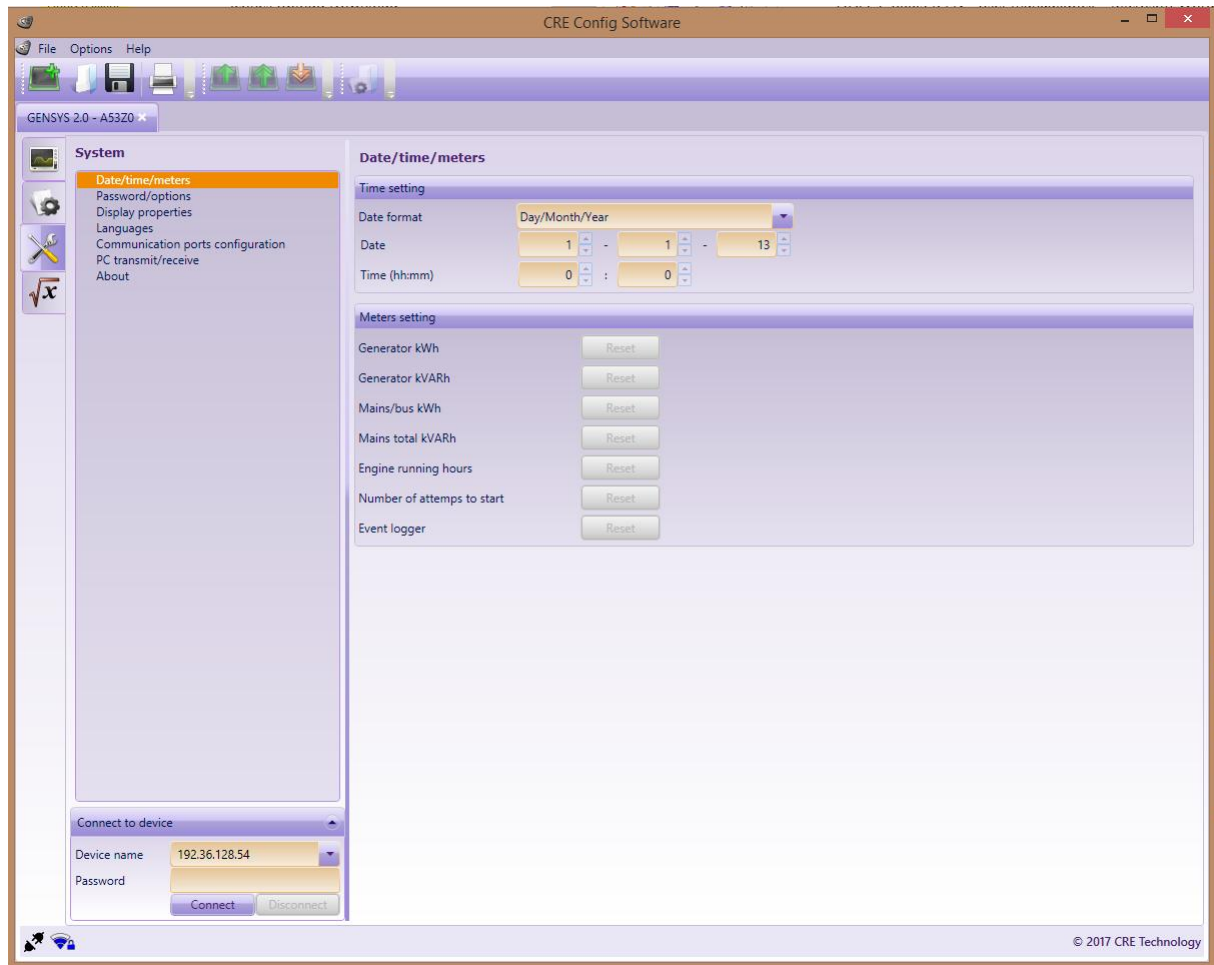 CRE Config Software
File Options Help
GENSYS 2.0 - A53Z0
System
Date/time/meters
Password/options
Display properties
Languages
Communication ports configuration
PC transmit/receive
About
Date/time/meters
Time setting
Date format Day/Month/Year
Date 1 - 1 - 13
Time (hh:mm) 0 : 0
Meters setting
Generator kWh Reset
Generator kVARh Reset
Mains/bus kWh Reset
Mains total kVARh Reset
Engine running hours Reset
Number of attemps to start Reset
Event logger Reset
√x
Connect to device
Device name 192.36.128.54
Password
Connect Disconnect
© 2017 CRE Technology